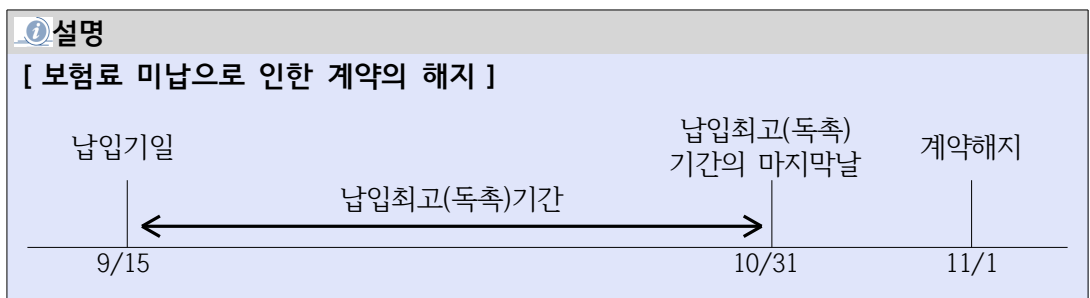 설명
[ 보험료 미납으로 인한 계약의 해지 ]
납입기일
납입최고(독촉)
기간의 마지막날
계약해지
납입최고(독촉)기간
9/15
10/31
11/1